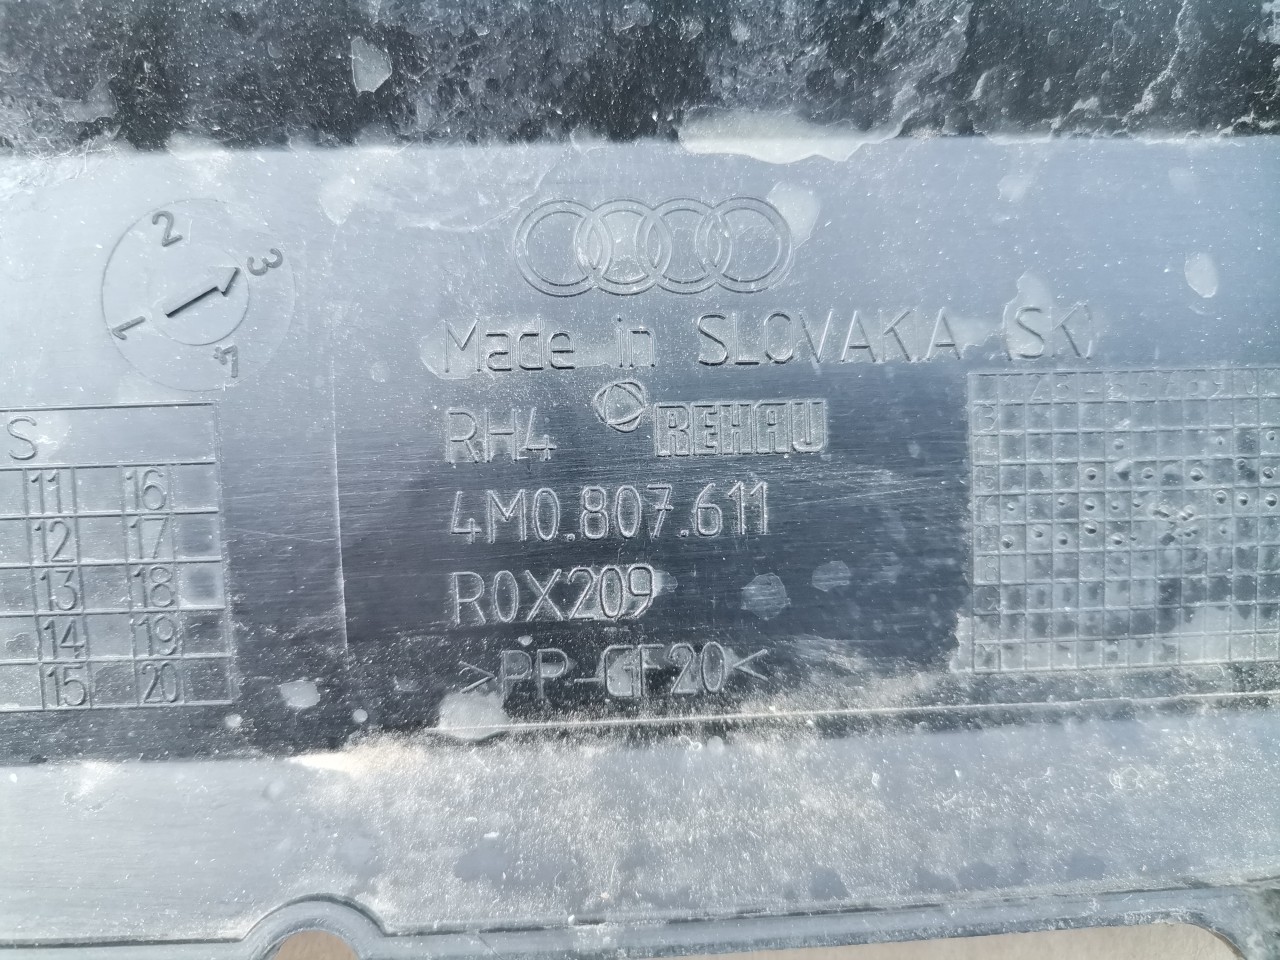 2
3
1
4
Made in SLOVAKIA (SK)
RH4 REHAU
4M0.807.611
R0X209
>PP-GF20<
S
11 16
12 17
13 18
14 19
15 20